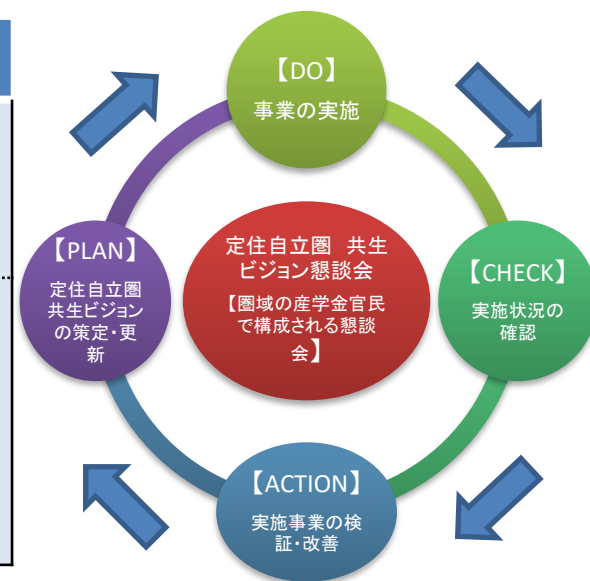 【DO】
事業の実施
【PLAN】
定住自立圏
共生ビジョン
の策定・更
新
定住自立圏　共生
ビジョン懇談会
【圏域の産学金官民
で構成される懇談
会】
【CHECK】
実施状況の
確認
【ACTION】
実施事業の検
証・改善